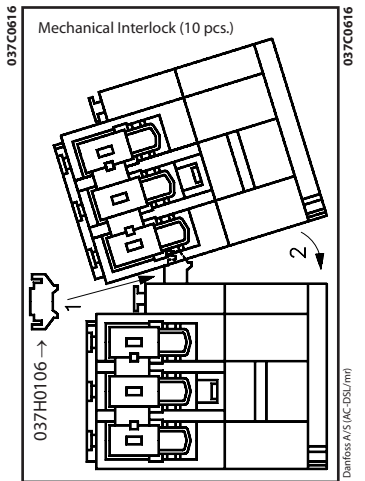 037C0616
Mechanical Interlock (10 pcs.)
037C0616
1
2
037H0106 →
Danfoss A/S (AC-DSL/mr)